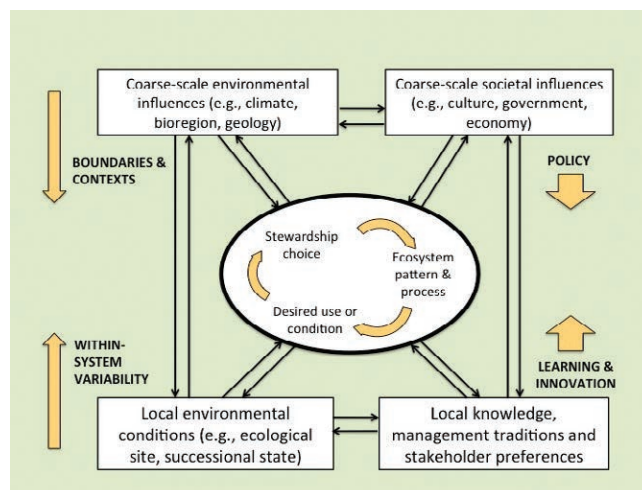 Coarse-scale environmental
influences (e.g., climate,
bioregion, geology)
Coarse-scale societal influences
(e.g., culture, government,
economy)
BOUNDARIES &
CONTEXTS
POLICY
Stewardship
choice
Ecosystem
pattern &
process
Desired use or
condition
WITHIN-
SYSTEM
VARIABILITY
LEARNING &
INNOVATION
Local environmental
conditions (e.g., ecological
site, successional state)
Local knowledge,
management traditions and
stakeholder preferences